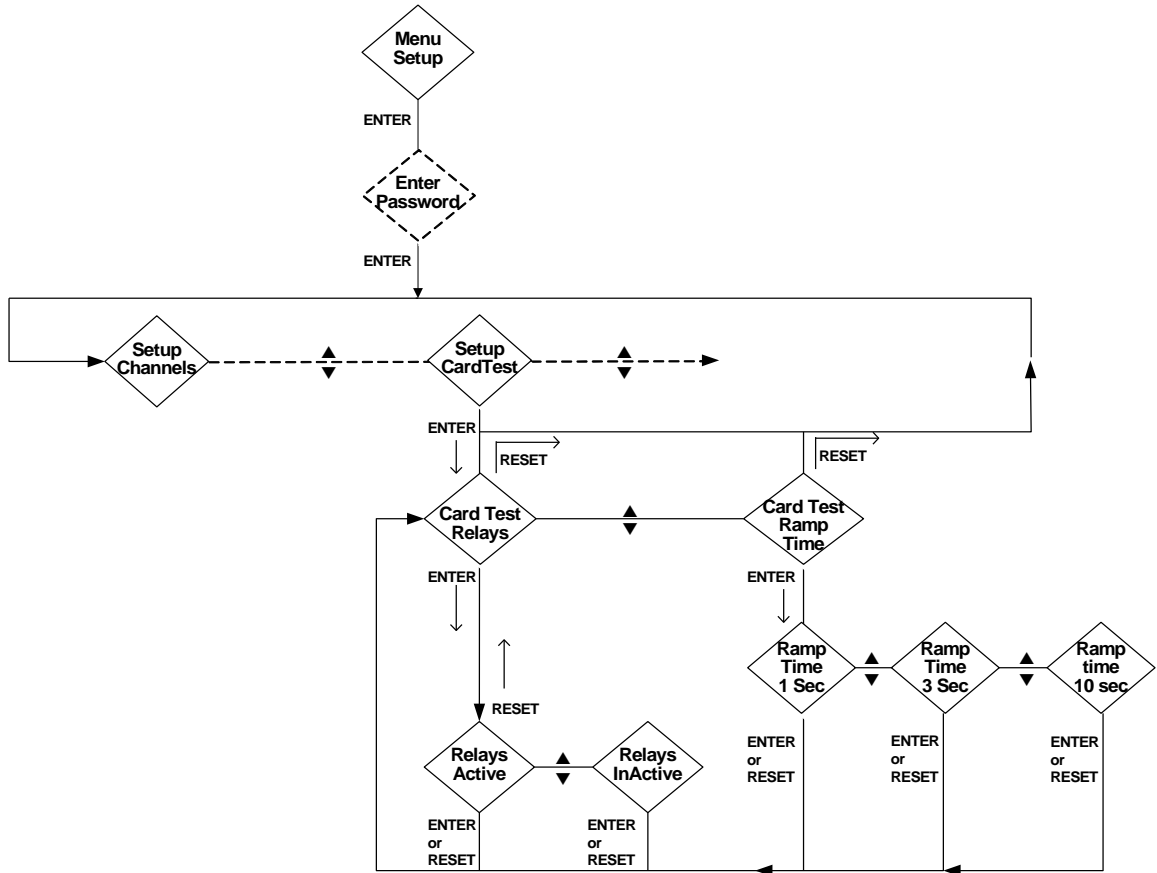 Menu
Setup
ENTER
Enter
Password
ENTER
Setup
Channels
Setup
CardTest
ENTER
RESET
RESET
Card Test
Relays
Card Test
Ramp
Time
ENTER
ENTER
Ramp
Time
1 Sec
Ramp
Time
3 Sec
Ramp
time
10 sec
RESET
Relays
Active
Relays
InActive
ENTER
or
RESET
ENTER
or
RESET
ENTER
or
RESET
ENTER
or
RESET
ENTER
or
RESET